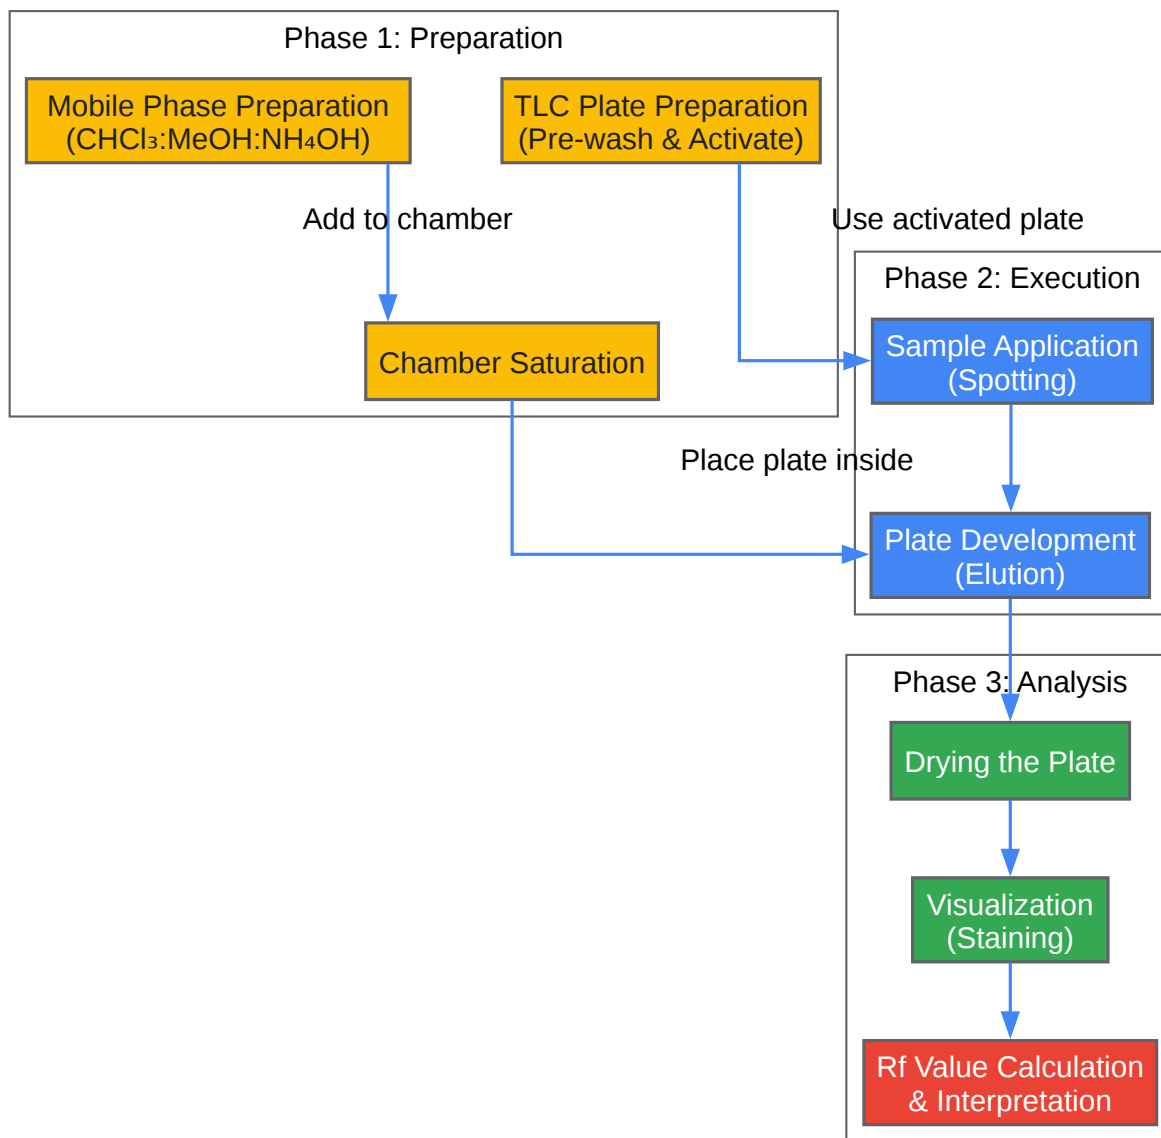 Phase 1: Preparation
Mobile Phase Preparation
(CHCl₃:MeOH:NH₄OH)
TLC Plate Preparation
(Pre-wash & Activate)
Add to chamber
Use activated plate
Chamber Saturation
Phase 2: Execution
Sample Application
(Spotting)
Place plate inside
Plate Development
(Elution)
Phase 3: Analysis
Drying the Plate
Visualization
(Staining)
Rf Value Calculation
& Interpretation